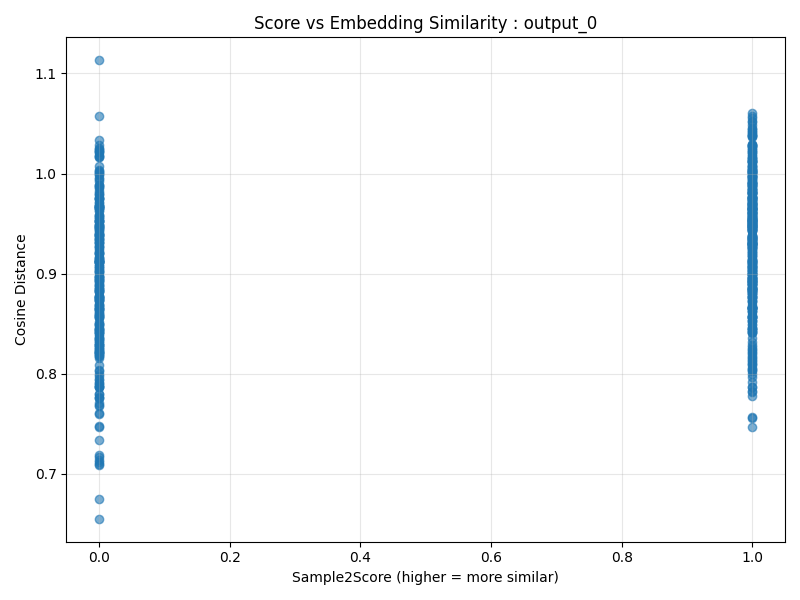 Score vs Embedding Similarity : output_0
1.1
1.0
0.9
0.8
0.7
Cosine Distance
0.0 0.2 0.4 0.6 0.8 1.0
Sample2Score (higher = more similar)